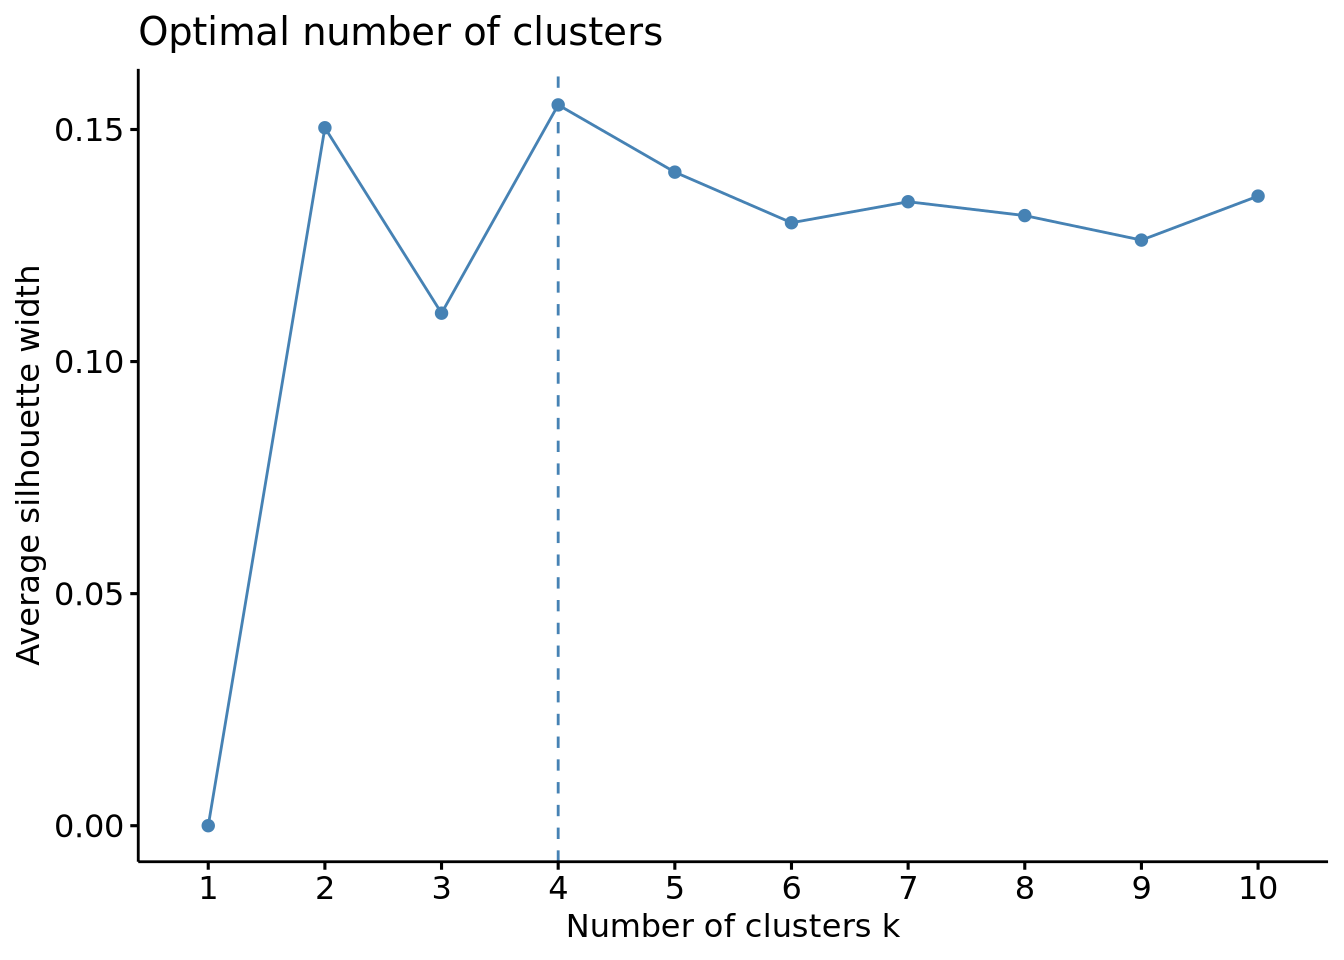 Optimal number of clusters
Average silhouette width
0.15
0.10
0.05
0.00
1 2 3 4 5 6 7 8 9 10
Number of clusters k